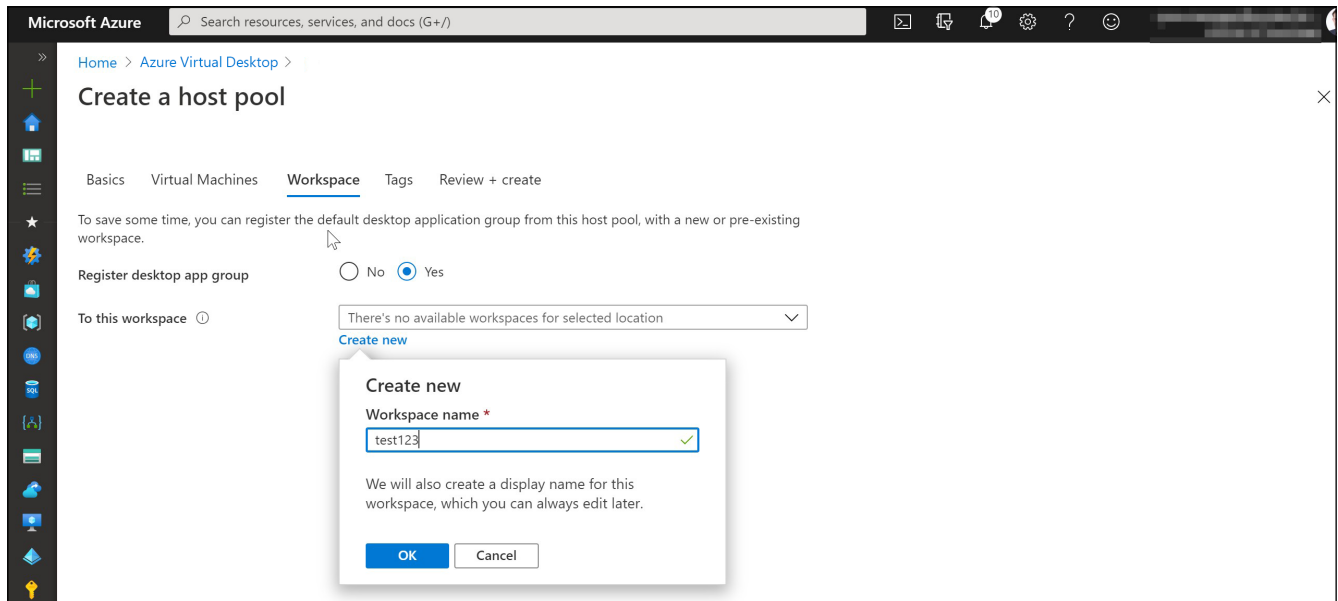 Microsoft Azure
Search resources, services, and docs (G+/)
10
Home > Azure Virtual Desktop >
Create a host pool
Basics Virtual Machines Workspace Tags Review + create
To save some time, you can register the default desktop application group from this host pool, with a new or pre-existing
workspace.
Register desktop app group No Yes
To this workspace There's no available workspaces for selected location
Create new
Create new
Workspace name *
test123
We will also create a display name for this
workspace, which you can always edit later.
OK Cancel
DNS
SQL